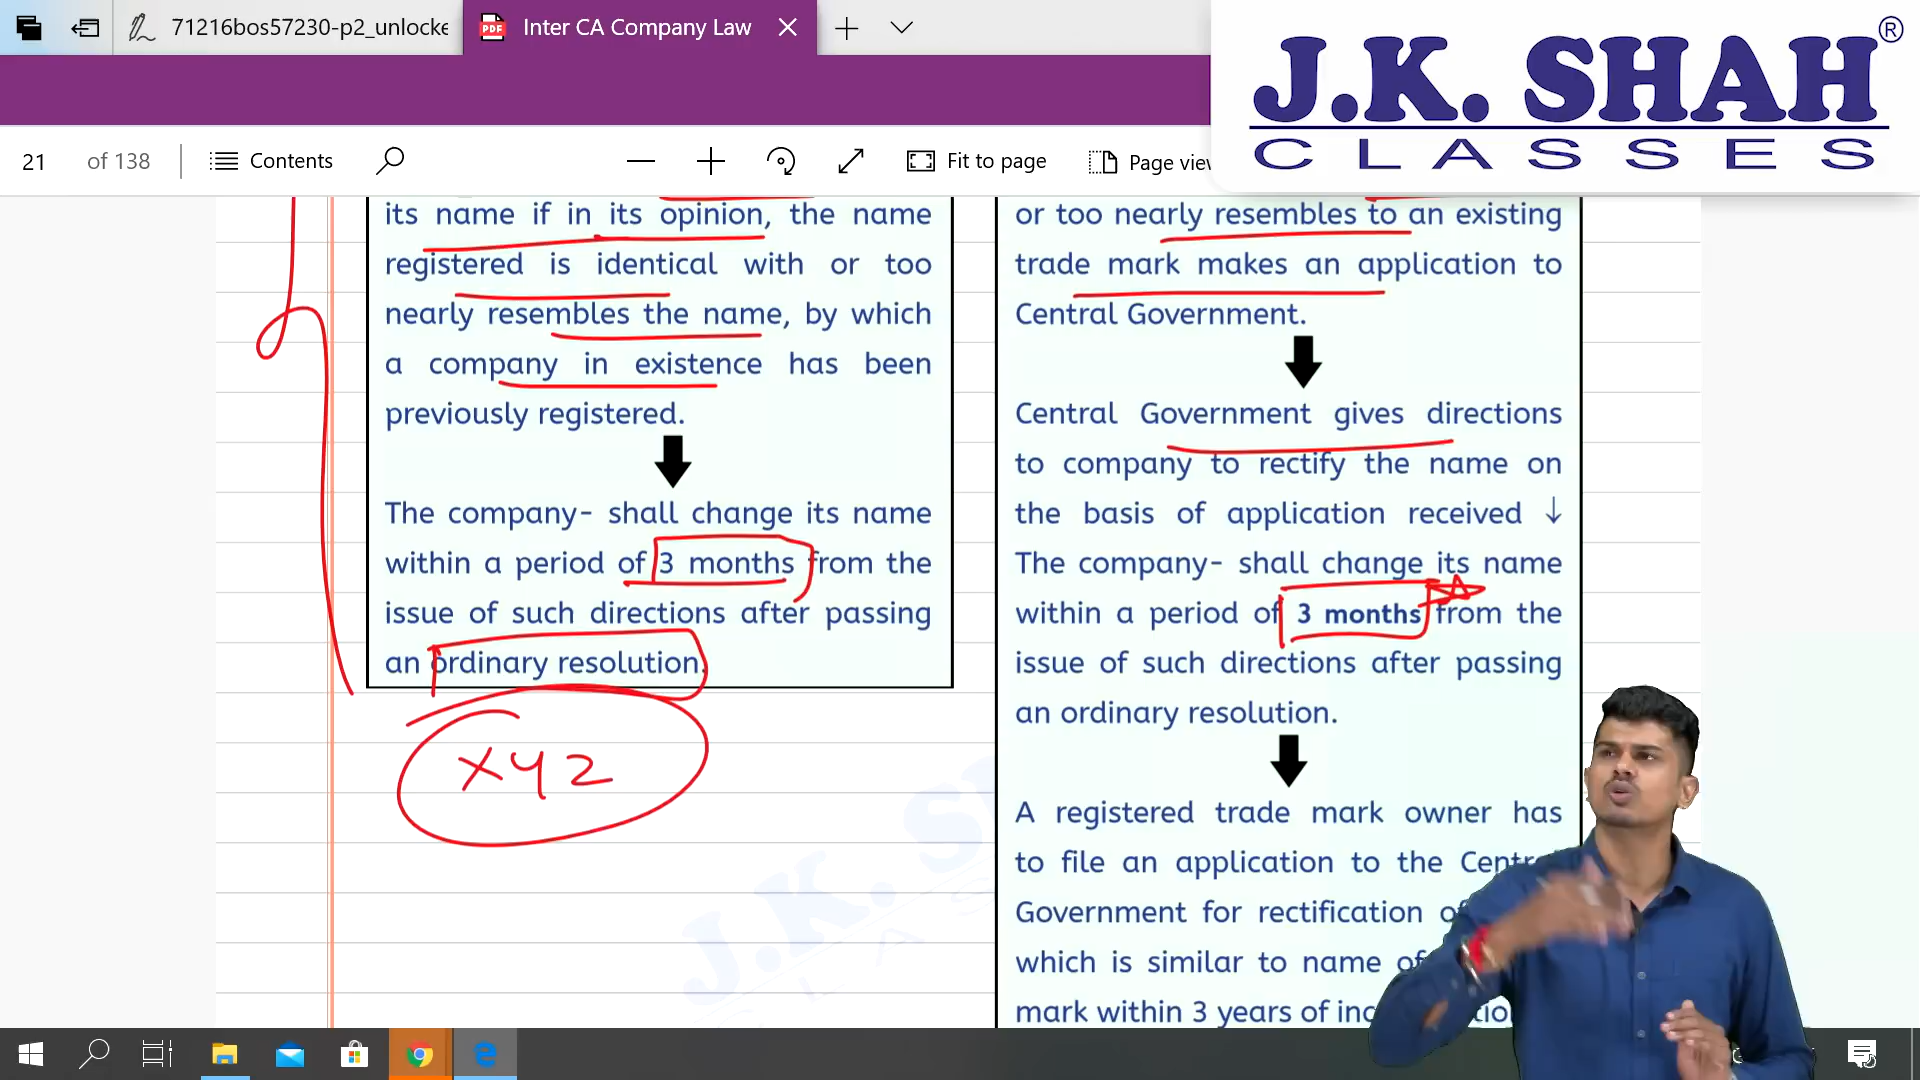 71216bos57230-p2_unlocke
Inter CA Company Law
J.K. SHAH®
CLASSES
21 of 138
Contents
Fit to page
Page view
its name if in its opinion, the name
registered is identical with or too
nearly resembles the name, by which
a company in existence has been
previously registered.
The company- shall change its name
within a period of 3 months from the
issue of such directions after passing
an ordinary resolution.
XYZ
or too nearly resembles to an existing
trade mark makes an application to
Central Government.
Central Government gives directions
to company to rectify the name on
the basis of application received ↓
The company- shall change its name
within a period of 3 months from the
issue of such directions after passing
an ordinary resolution.
A registered trade mark owner has
to file an application to the Central
Government for rectification of
which is similar to name of
mark within 3 years of
J.K. S